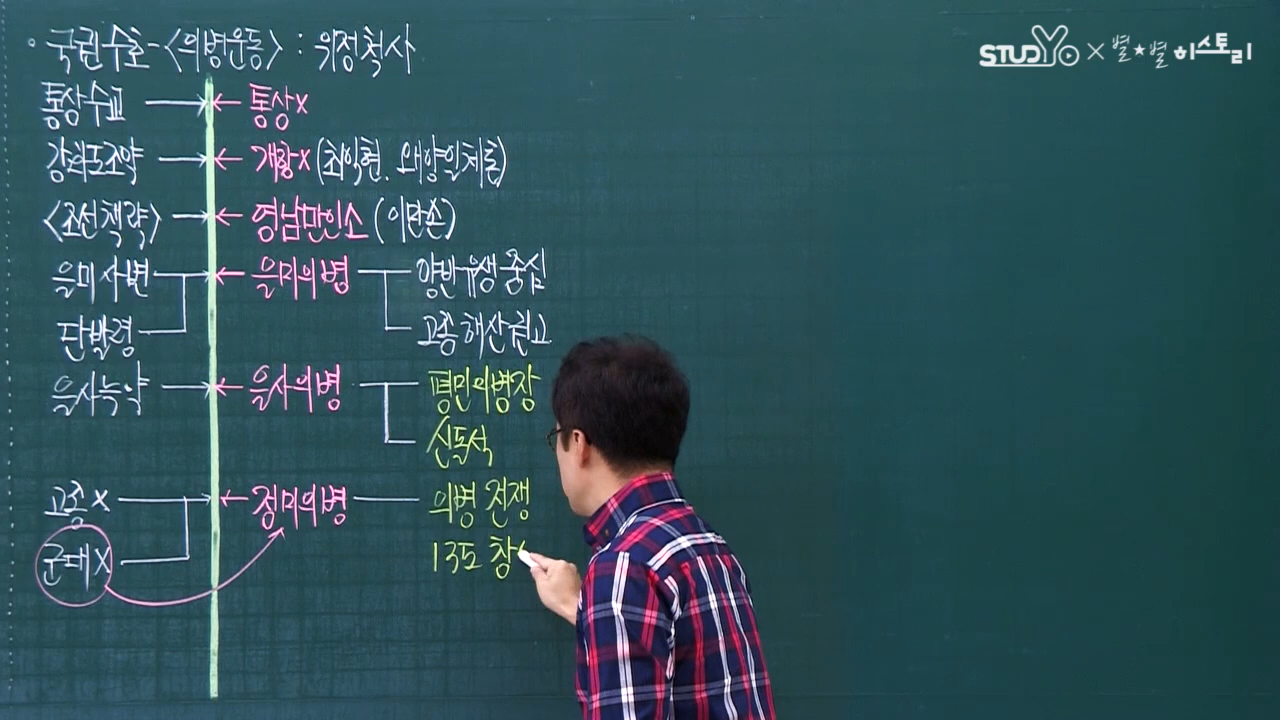 · 국권수호-<의병운동> : 위정척사
STUDYo × 별★별 히스토리
통상수교 → ← 통상×
강화도조약 → ← 개항× (최익현. 왜양일체론)
<조선책략> → ← 영남만인소 (이만손)
을미사변 → ← 을미의병 양반유생 중심
단발령 고종 해산권고
을사늑약 → ← 을사의병 평민의병장
신돌석
고종× → ← 정미의병 의병 전쟁
군대× 13도 창